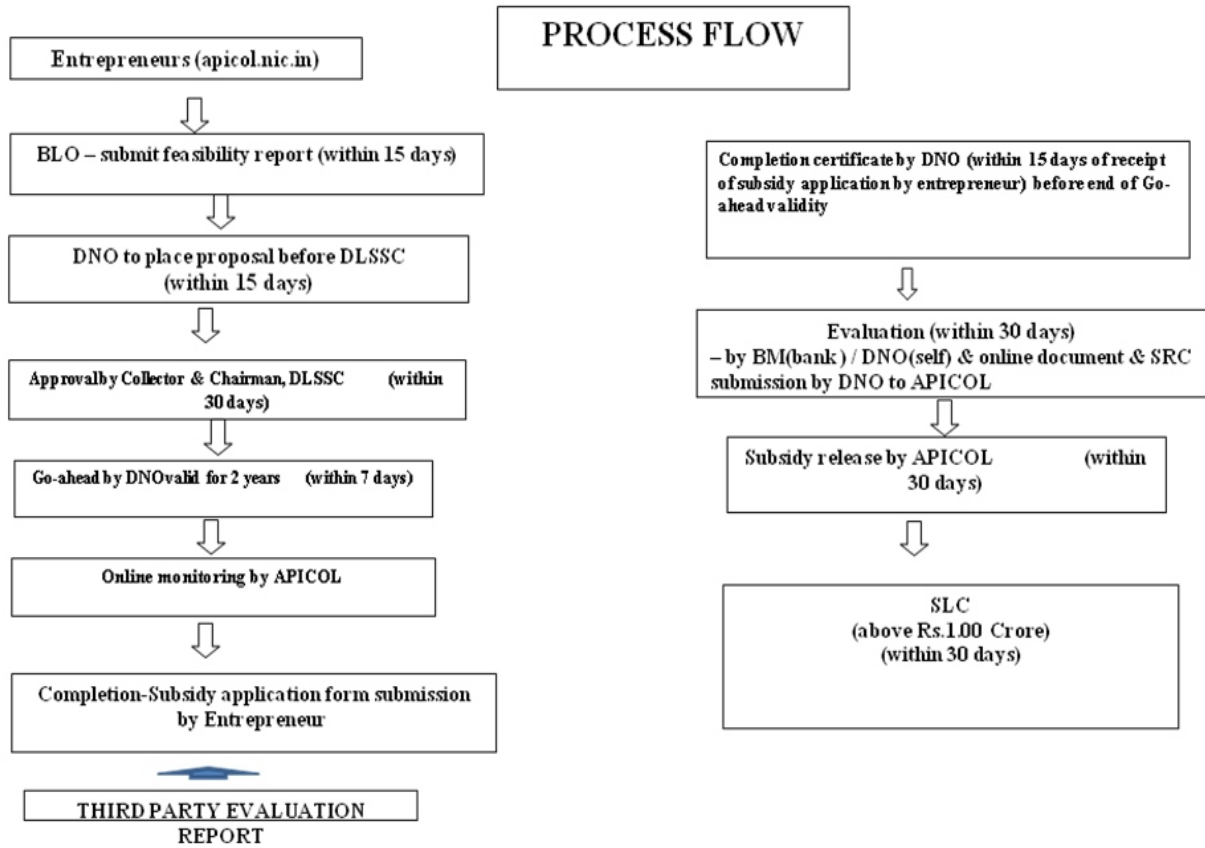 PROCESS FLOW
Entrepreneurs (apicol.nic.in)
BLO – submit feasibility report (within 15 days)
DNO to place proposal before DLSSC
(within 15 days)
Approval by Collector & Chairman, DLSSC (within
30 days)
Go-ahead by DNO valid for 2 years (within 7 days)
Online monitoring by APICOL
Completion-Subsidy application form submission
by Entrepreneur
THIRD PARTY EVALUATION
REPORT
Completion certificate by DNO (within 15 days of receipt
of subsidy application by entrepreneur) before end of Go-
ahead validity
Evaluation (within 30 days)
– by BM(bank) / DNO(self) & online document & SRC
submission by DNO to APICOL
Subsidy release by APICOL (within
30 days)
SLC
(above Rs.1.00 Crore)
(within 30 days)